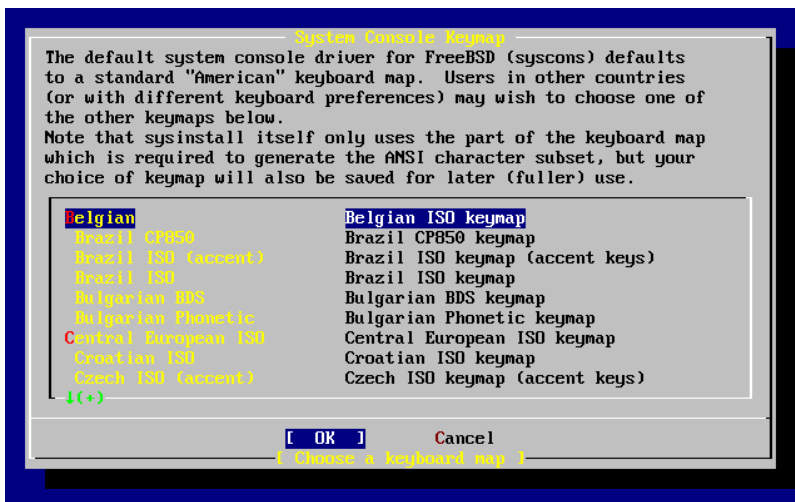 System Console Keymap
The default system console driver for FreeBSD (syscons) defaults
to a standard "American" keyboard map.  Users in other countries
(or with different keyboard preferences) may wish to choose one of
the other keymaps below.
Note that sysinstall itself only uses the part of the keyboard map
which is required to generate the ANSI character subset, but your
choice of keymap will also be saved for later (fuller) use.
Belgian Belgian ISO keymap
Brazil CP850 Brazil CP850 keymap
Brazil ISO (accent) Brazil ISO keymap (accent keys)
Brazil ISO Brazil ISO keymap
Bulgarian BDS Bulgarian BDS keymap
Bulgarian Phonetic Bulgarian Phonetic keymap
Central European ISO Central European ISO keymap
Croatian ISO Croatian ISO keymap
Czech ISO (accent) Czech ISO keymap (accent keys)
↓(+)
[ OK ] Cancel
[ Choose a keyboard map ]